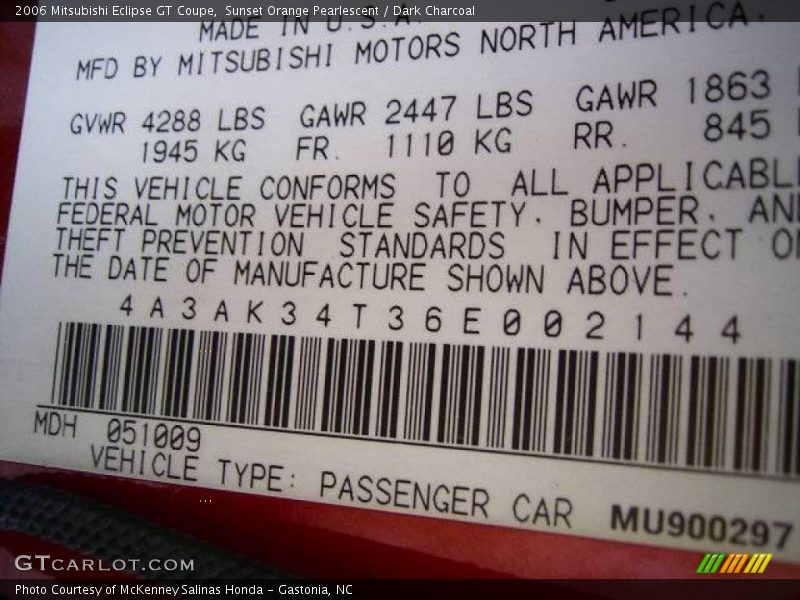 2006 Mitsubishi Eclipse GT Coupe,  Sunset Orange Pearlescent / Dark Charcoal
MADE IN U.S.A.
MFD BY MITSUBISHI MOTORS NORTH AMERICA.
GVWR 4288 LBS GAWR 2447 LBS GAWR 1863
1945 KG FR. 1110 KG RR. 845
THIS VEHICLE CONFORMS TO ALL APPLICABL
FEDERAL MOTOR VEHICLE SAFETY. BUMPER. AN
THEFT PREVENTION STANDARDS IN EFFECT O
THE DATE OF MANUFACTURE SHOWN ABOVE.
4A3AK34T36E002144
MDH 051009
VEHICLE TYPE: PASSENGER CAR MU900297
GTCARLOT.COM
Photo Courtesy of McKenney Salinas Honda - Gastonia, NC